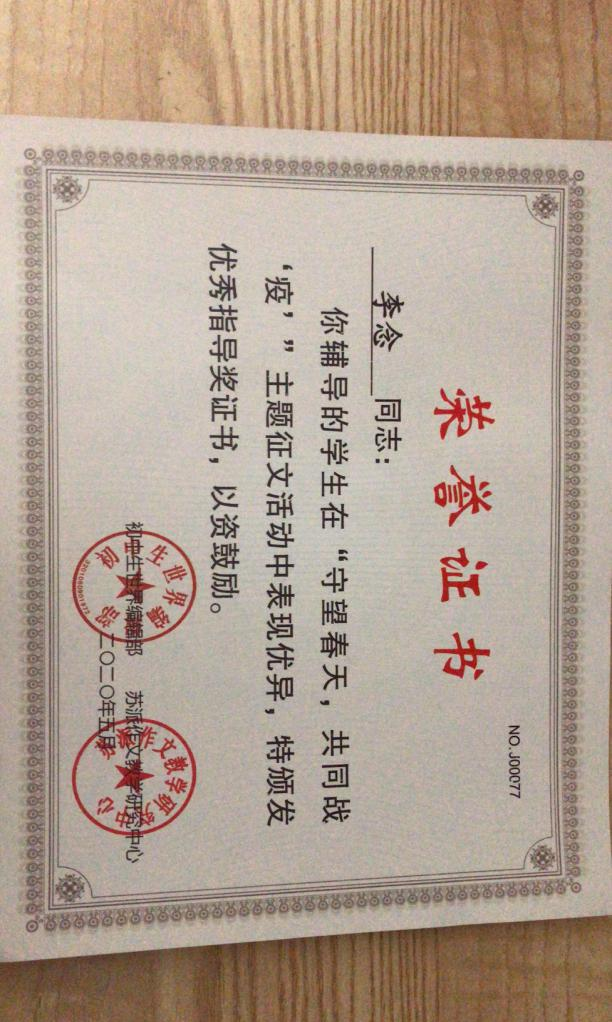 NO.J00077
荣誉证书
李念 同志：
你辅导的学生在“守望春天，共同战
‘疫’”主题征文活动中表现优异，特颁发
优秀指导奖证书，以资鼓励。
初中生世界编辑部 苏派作文教学研究中心
二〇二〇年五月